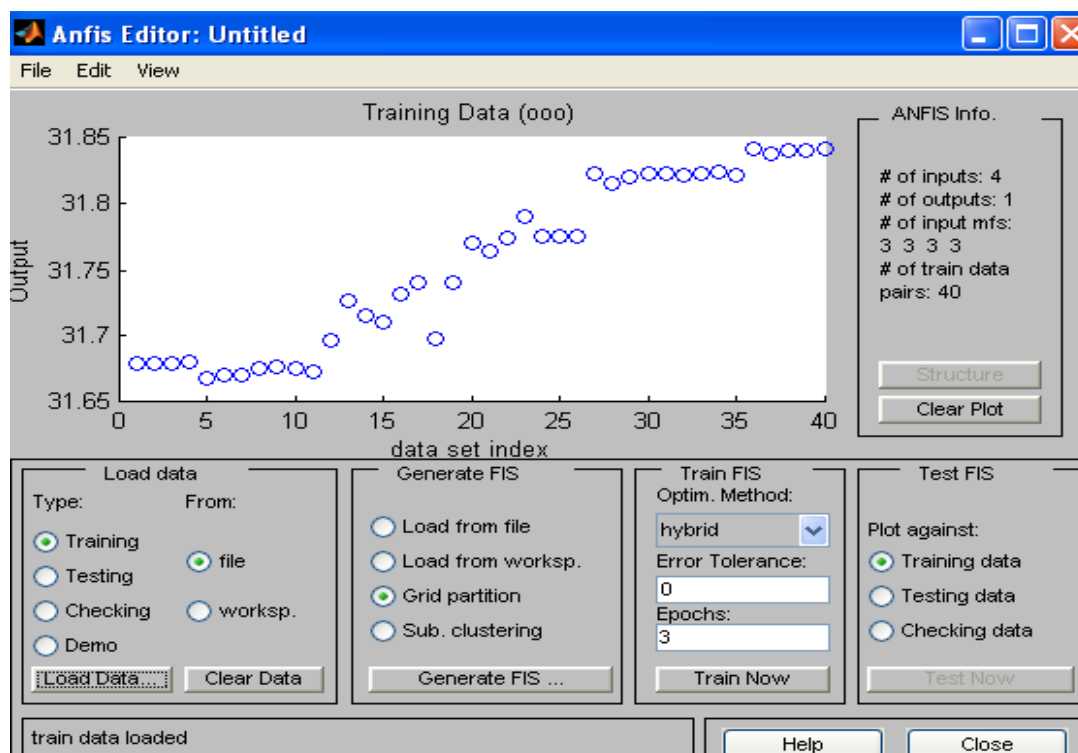 Anfis Editor: Untitled
File Edit View
Training Data (ooo)
31.85
31.8
31.75
31.7
31.65
Output
0 5 10 15 20 25 30 35 40
data set index
ANFIS Info.
# of inputs: 4
# of outputs: 1
# of input mfs:
3 3 3 3
# of train data
pairs: 40
Structure
Clear Plot
Load data
Type: From:
Training
file
Testing
Checking
worksp.
Demo
Load Data... Clear Data
Generate FIS
Load from file
Load from worksp.
Grid partition
Sub. clustering
Generate FIS ...
Train FIS
Optim. Method:
hybrid
Error Tolerance:
0
Epochs:
3
Train Now
Test FIS
Plot against:
Training data
Testing data
Checking data
Test Now
train data loaded
Help Close